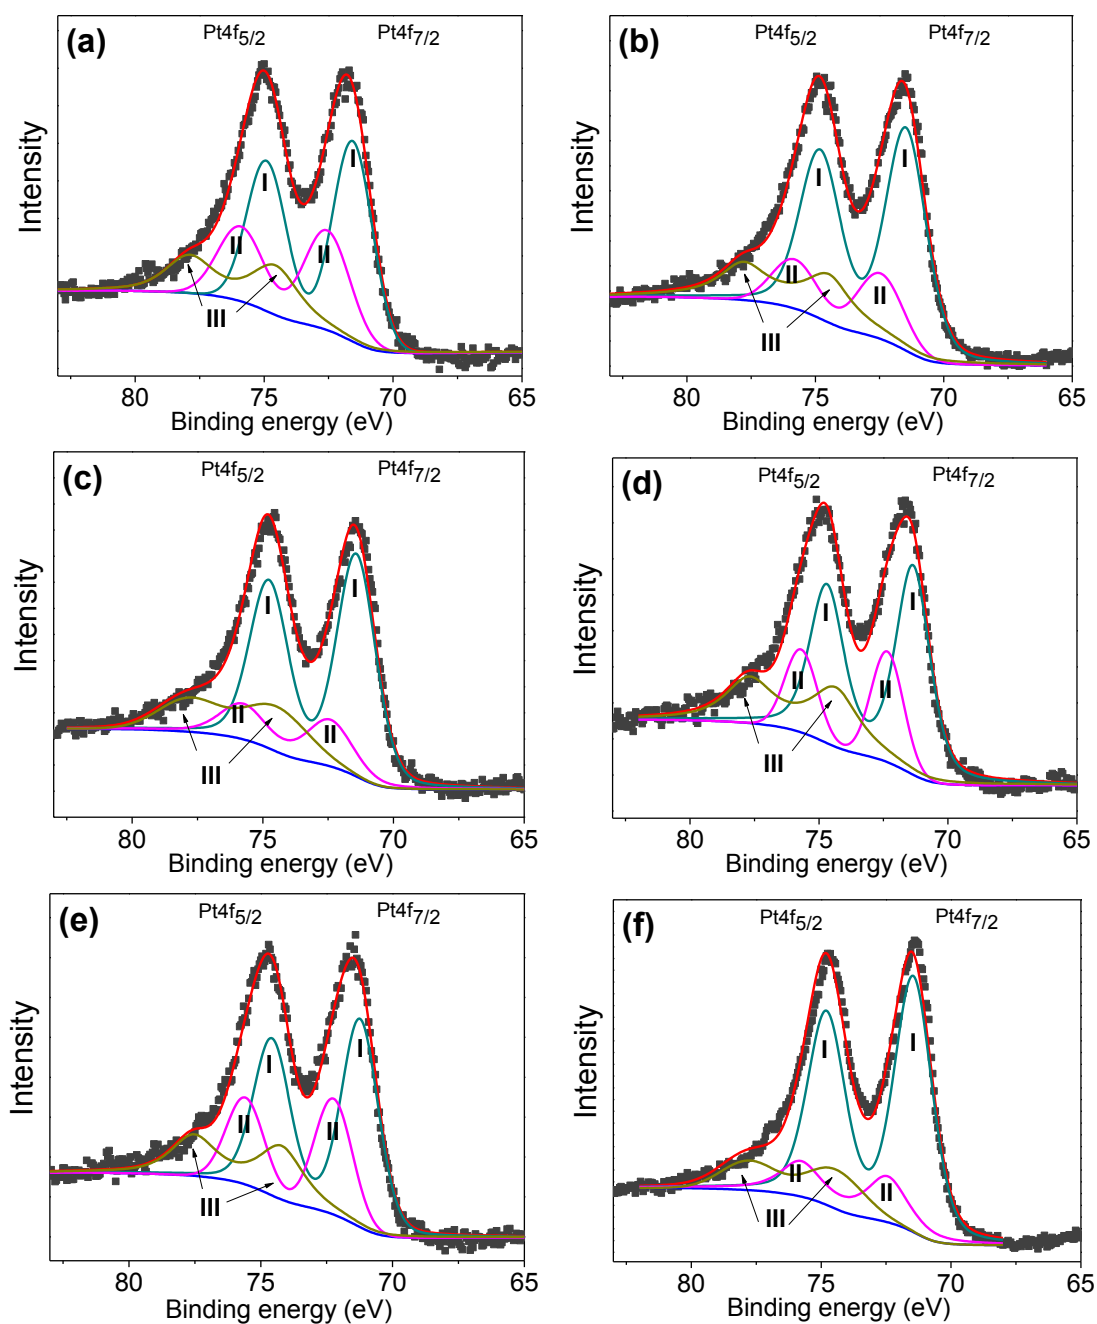 (a) Pt4f5/2 Pt4f7/2
I I
II II
III
Intensity
80 75 70 65
Binding energy (eV)
(b) Pt4f5/2 Pt4f7/2
I I
II II
III
Intensity
80 75 70 65
Binding energy (eV)
(c) Pt4f5/2 Pt4f7/2
I I
II II
III
Intensity
80 75 70 65
Binding energy (eV)
(d) Pt4f5/2 Pt4f7/2
I I
II II
III
Intensity
80 75 70 65
Binding energy (eV)
(e) Pt4f5/2 Pt4f7/2
I I
II II
III
Intensity
80 75 70 65
Binding energy (eV)
(f) Pt4f5/2 Pt4f7/2
I I
II II
III
Intensity
80 75 70 65
Binding energy (eV)